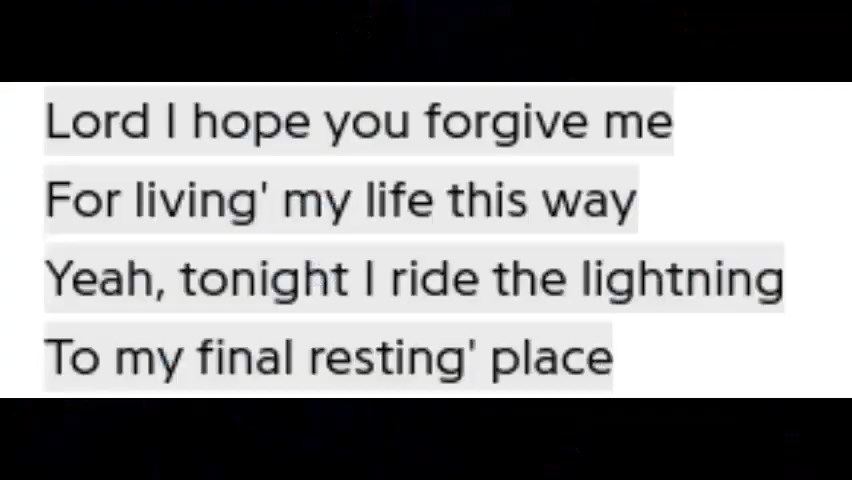 Lord I hope you forgive me
For living' my life this way
Yeah, tonight I ride the lightning
To my final resting' place